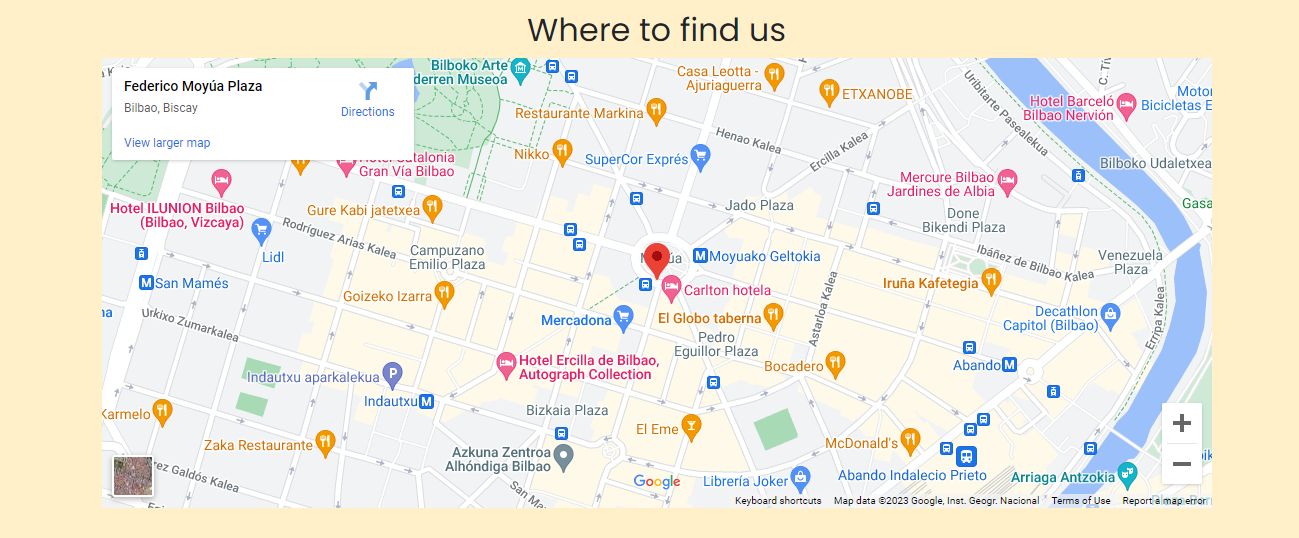 Where to find us
Federico Moyúa Plaza
Bilbao, Biscay
Directions
View larger map
Bilboko Arte
derren Museoa
Casa Leotta -
Ajuriaguerra
ETXANOBE
Restaurante Markina
Henao Kalea
Ercilla Kalea
Uribitarte Pasealekua
C. Ti
Hotel Barceló
Bilbao Nervión
Motor
Bicicletas E
Nikko
SuperCor Exprés
Hotel Catalonia
Gran Vía Bilbao
Bilboko Udaletxea
Mercure Bilbao
Jardines de Albia
Hotel ILUNION Bilbao
(Bilbao, Vizcaya)
Gure Kabi jatetxea
Jado Plaza
Done
Bikendi Plaza
Gasa
Rodríguez Arias Kalea
Lidl
Campuzano
Emilio Plaza
Moyuako Geltokia
Ibáñez de Bilbao Kalea
Venezuela
Plaza
San Mamés
Goizeko Izarra
Carlton hotela
Iruña Kafetegia
Astarloa Kalea
na
Urkixo Zumarkalea
Mercadona
El Globo taberna
Decathlon
Capitol (Bilbao)
Erripa Kalea
Pedro
Eguillor Plaza
Hotel Ercilla de Bilbao,
Autograph Collection
Bocadero
Abando
Indautxu aparkalekua
P
Indautxu
Karmelo
Bizkaia Plaza
Zaka Restaurante
El Eme
McDonald's
Azkuna Zentroa
Alhóndiga Bilbao
rez Galdós Kalea
San Ma
Google
Librería Joker
Abando Indalecio Prieto
Arriaga Antzokia
Keyboard shortcuts
Map data ©2023 Google, Inst. Geogr. Nacional
Terms of Use
Report a map error